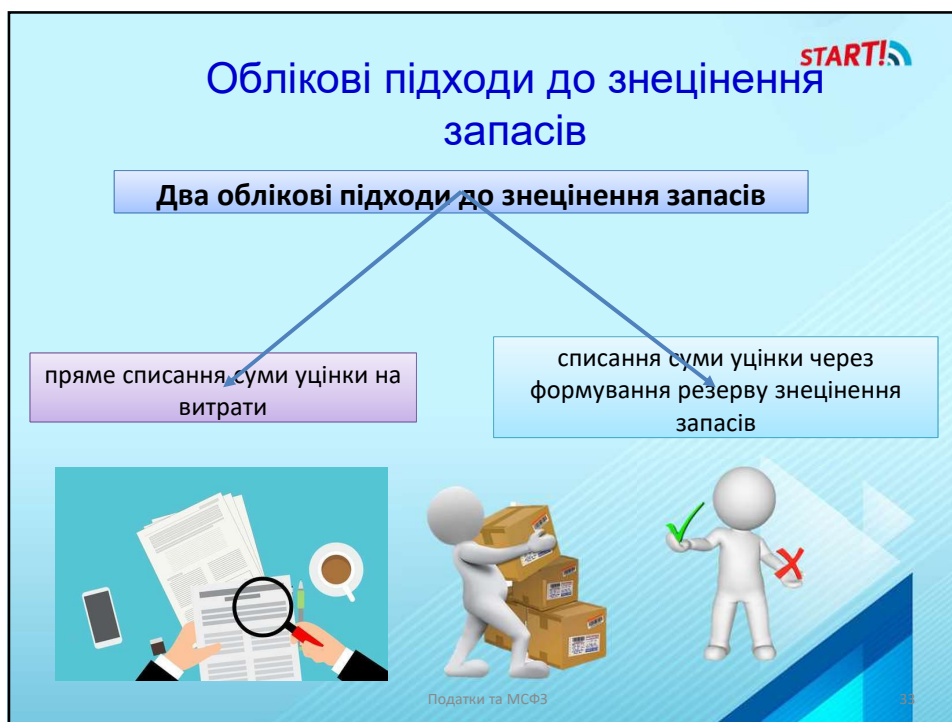 START!
Облікові підходи до знецінення
запасів
Два облікові підходи до знецінення запасів
пряме списання суми уцінки на
витрати
списання суми уцінки через
формування резерву знецінення
запасів
Податки та МСФЗ
33